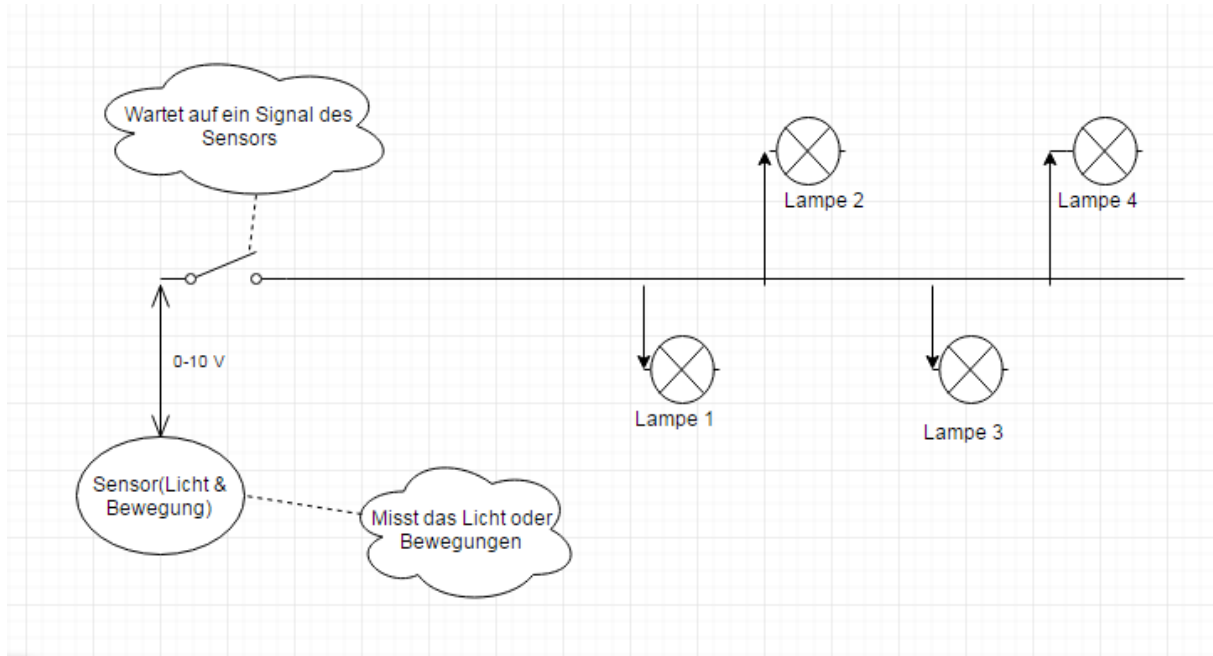 Wartet auf ein Signal des
Sensors
Lampe 2
Lampe 4
0-10 V
Lampe 1
Lampe 3
Sensor(Licht &
Bewegung)
Misst das Licht oder
Bewegungen